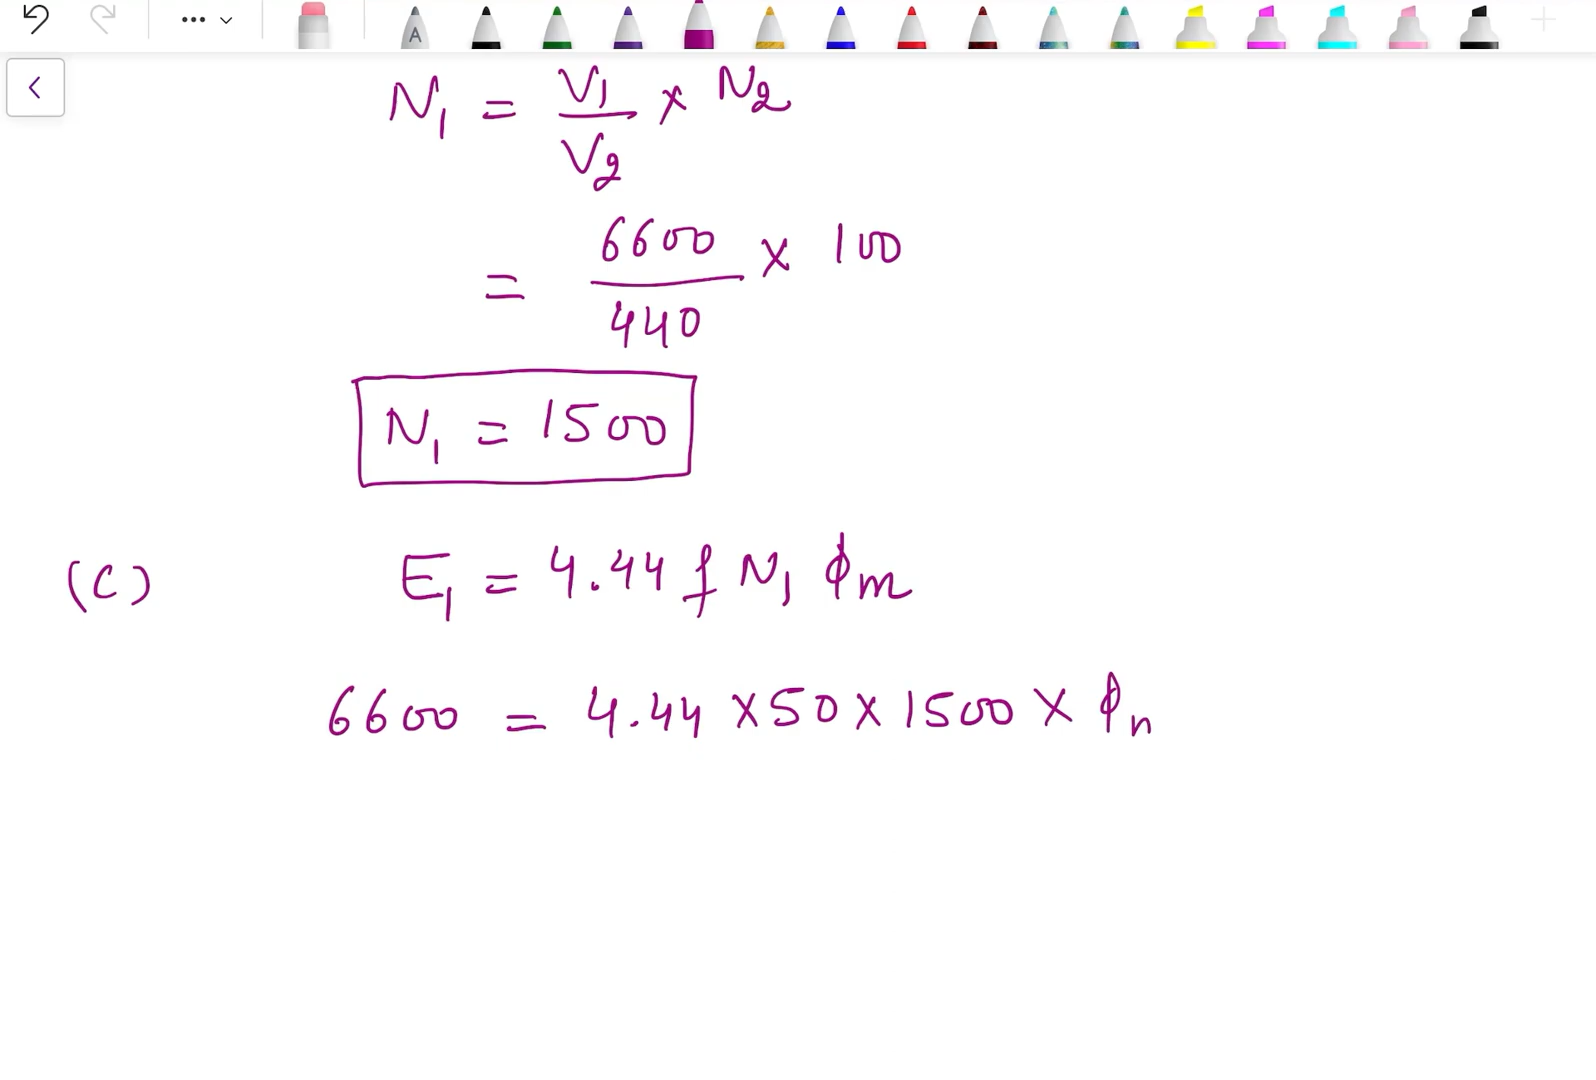 A
N₁ = V₁/V₂ × N₂
= 6600/440 × 100
N₁ = 1500
(C) E₁ = 4.44 f N₁ ϕm
6600 = 4.44 × 50 × 1500 × ϕn